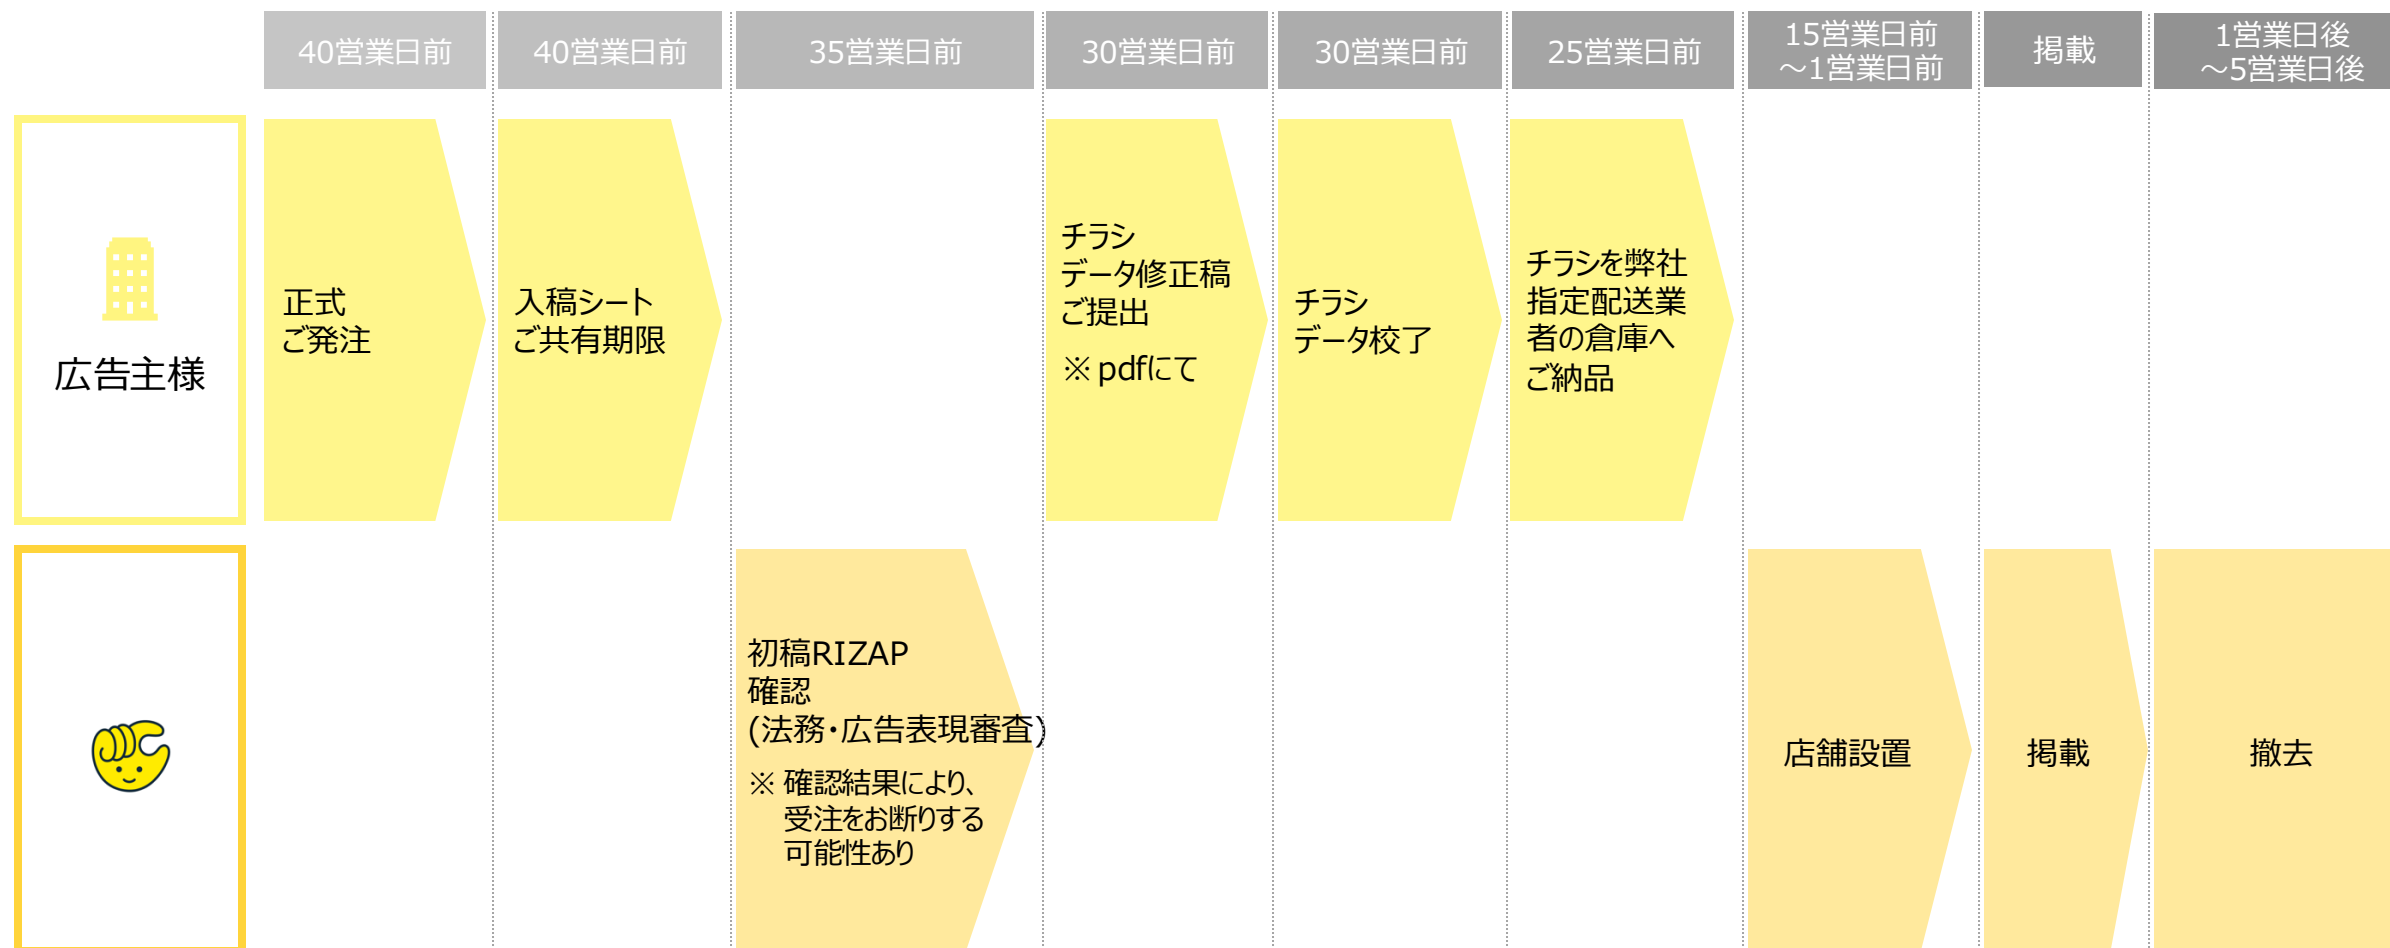 40営業日前
40営業日前
35営業日前
30営業日前
30営業日前
25営業日前
15営業日前
～1営業日前
掲載
1営業日後
～5営業日後
広告主様
正式
ご発注
入稿シート
ご共有期限
チラシ
データ修正稿
ご提出
※ pdfにて
チラシ
データ校了
チラシを弊社
指定配送業
者の倉庫へ
ご納品
初稿RIZAP
確認
(法務・広告表現審査)
※ 確認結果により、
受注をお断りする
可能性あり
店舗設置
掲載
撤去